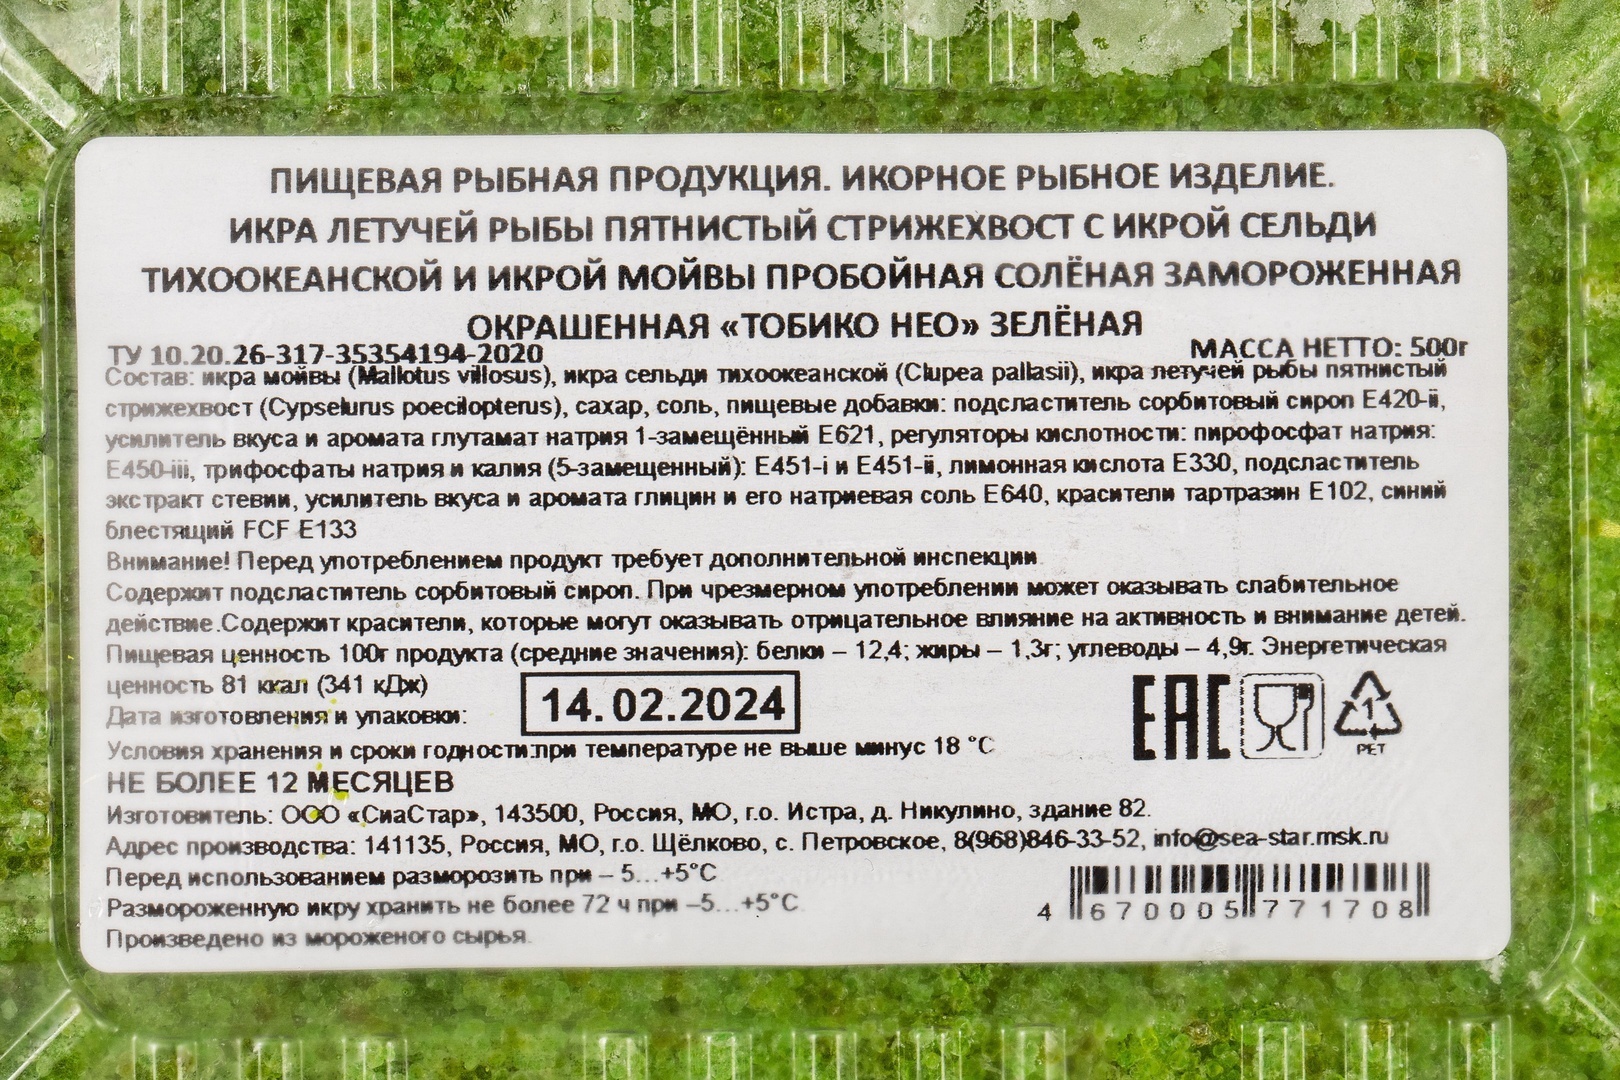 ПИЩЕВАЯ РЫБНАЯ ПРОДУКЦИЯ. ИКОРНОЕ РЫБНОЕ ИЗДЕЛИЕ.
ИКРА ЛЕТУЧЕЙ РЫБЫ ПЯТНИСТЫЙ СТРИЖЕХВОСТ С ИКРОЙ СЕЛЬДИ
ТИХООКЕАНСКОЙ И ИКРОЙ МОЙВЫ ПРОБОЙНАЯ СОЛЁНАЯ ЗАМОРОЖЕННАЯ
ОКРАШЕННАЯ «ТОБИКО НЕО» ЗЕЛЁНАЯ
ТУ 10.20.26-317-35354194-2020 МАССА НЕТТО: 500г
Состав: икра мойвы (Mallotus villosus), икра сельди тихоокеанской (Clupea pallasii), икра летучей рыбы пятнистый
стрижехвост (Cypselurus poecilopterus), сахар, соль, пищевые добавки: подсластитель сорбитовый сироп Е420-ii,
усилитель вкуса и аромата глутамат натрия 1-замещённый Е621, регуляторы кислотности: пирофосфат натрия:
Е450-iii, трифосфаты натрия и калия (5-замещенный): Е451-i и Е451-ii, лимонная кислота Е330, подсластитель
экстракт стевии, усилитель вкуса и аромата глицин и его натриевая соль Е640, красители тартразин Е102, синий
блестящий FCF Е133
Внимание! Перед употреблением продукт требует дополнительной инспекции
Содержит подсластитель сорбитовый сироп. При чрезмерном употреблении может оказывать слабительное
действие.Содержит красители, которые могут оказывать отрицательное влияние на активность и внимание детей.
Пищевая ценность 100г продукта (средние значения): белки – 12,4; жиры – 1,3г; углеводы – 4,9г. Энергетическая
ценность 81 ккал (341 кДж)
Дата изготовления и упаковки: 14.02.2024
EAC
1
PET
Условия хранения и сроки годности:при температуре не выше минус 18 °С
НЕ БОЛЕЕ 12 МЕСЯЦЕВ
Изготовитель: ООО «СиаСтар», 143500, Россия, МО, г.о. Истра, д. Никулино, здание 82.
Адрес производства: 141135, Россия, МО, г.о. Щёлково, с. Петровское, 8(968)846-33-52, info@sea-star.msk.ru
Перед использованием разморозить при – 5...+5°С
Размороженную икру хранить не более 72 ч при –5...+5°С
Произведено из мороженого сырья.
4 670005 771708